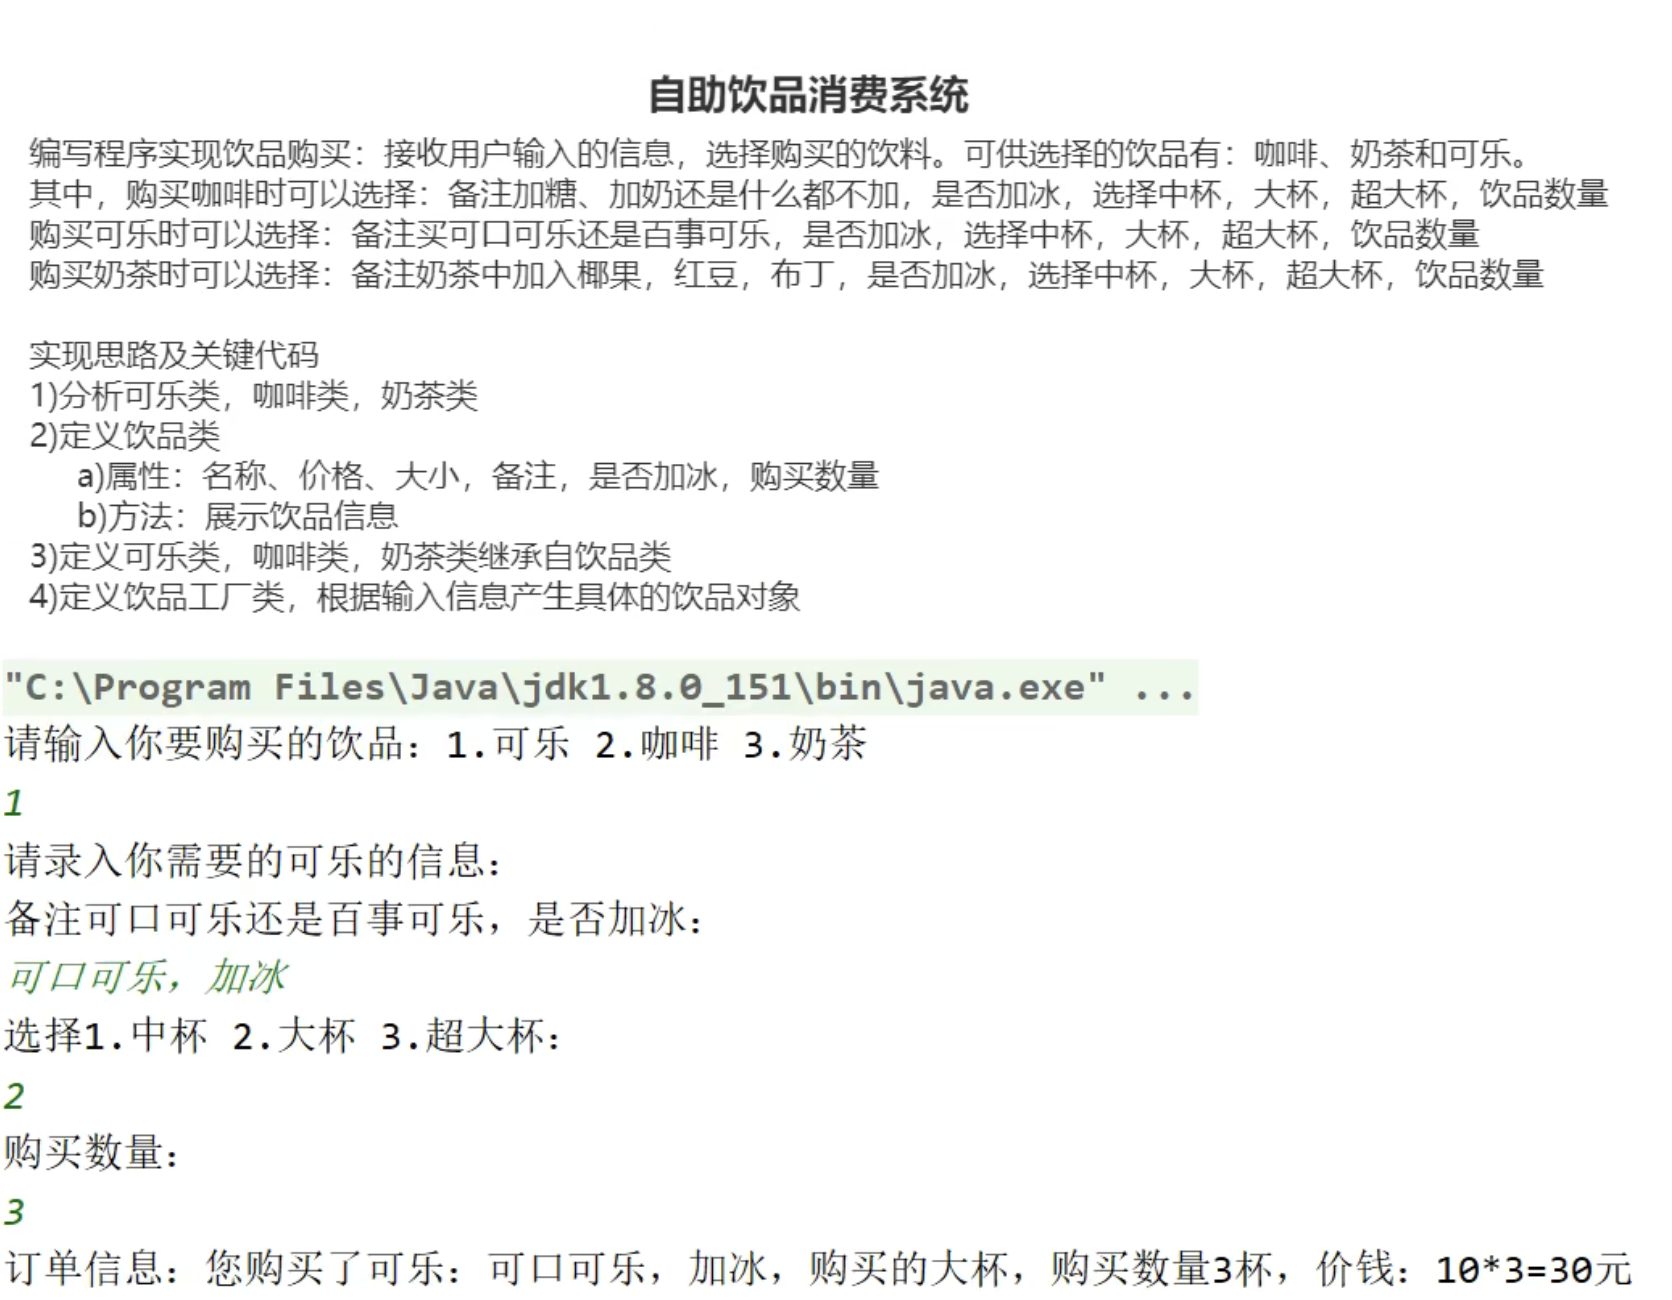 自助饮品消费系统
编写程序实现饮品购买：接收用户输入的信息，选择购买的饮料。可供选择的饮品有：咖啡、奶茶和可乐。
其中，购买咖啡时可以选择：备注加糖、加奶还是什么都不加，是否加冰，选择中杯，大杯，超大杯，饮品数量
购买可乐时可以选择：备注买可口可乐还是百事可乐，是否加冰，选择中杯，大杯，超大杯，饮品数量
购买奶茶时可以选择：备注奶茶中加入椰果，红豆，布丁，是否加冰，选择中杯，大杯，超大杯，饮品数量
实现思路及关键代码
1)分析可乐类，咖啡类，奶茶类
2)定义饮品类
a)属性：名称、价格、大小，备注，是否加冰，购买数量
b)方法：展示饮品信息
3)定义可乐类，咖啡类，奶茶类继承自饮品类
4)定义饮品工厂类，根据输入信息产生具体的饮品对象
"C:\Program Files\Java\jdk1.8.0_151\bin\java.exe" ...
请输入你要购买的饮品：1.可乐 2.咖啡 3.奶茶
1
请录入你需要的可乐的信息：
备注可口可乐还是百事可乐，是否加冰：
可口可乐，加冰
选择1.中杯 2.大杯 3.超大杯：
2
购买数量：
3
订单信息：您购买了可乐：可口可乐，加冰，购买的大杯，购买数量3杯，价钱：10*3=30元